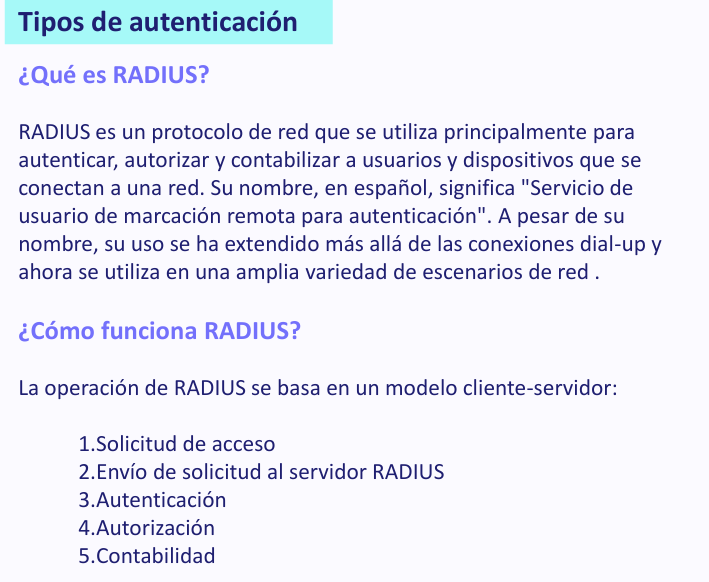 Tipos de autenticación
¿Qué es RADIUS?
RADIUS es un protocolo de red que se utiliza principalmente para
autenticar, autorizar y contabilizar a usuarios y dispositivos que se
conectan a una red. Su nombre, en español, significa "Servicio de
usuario de marcación remota para autenticación". A pesar de su
nombre, su uso se ha extendido más allá de las conexiones dial-up y
ahora se utiliza en una amplia variedad de escenarios de red .
¿Cómo funciona RADIUS?
La operación de RADIUS se basa en un modelo cliente-servidor:
1.Solicitud de acceso
2.Envío de solicitud al servidor RADIUS
3.Autenticación
4.Autorización
5.Contabilidad